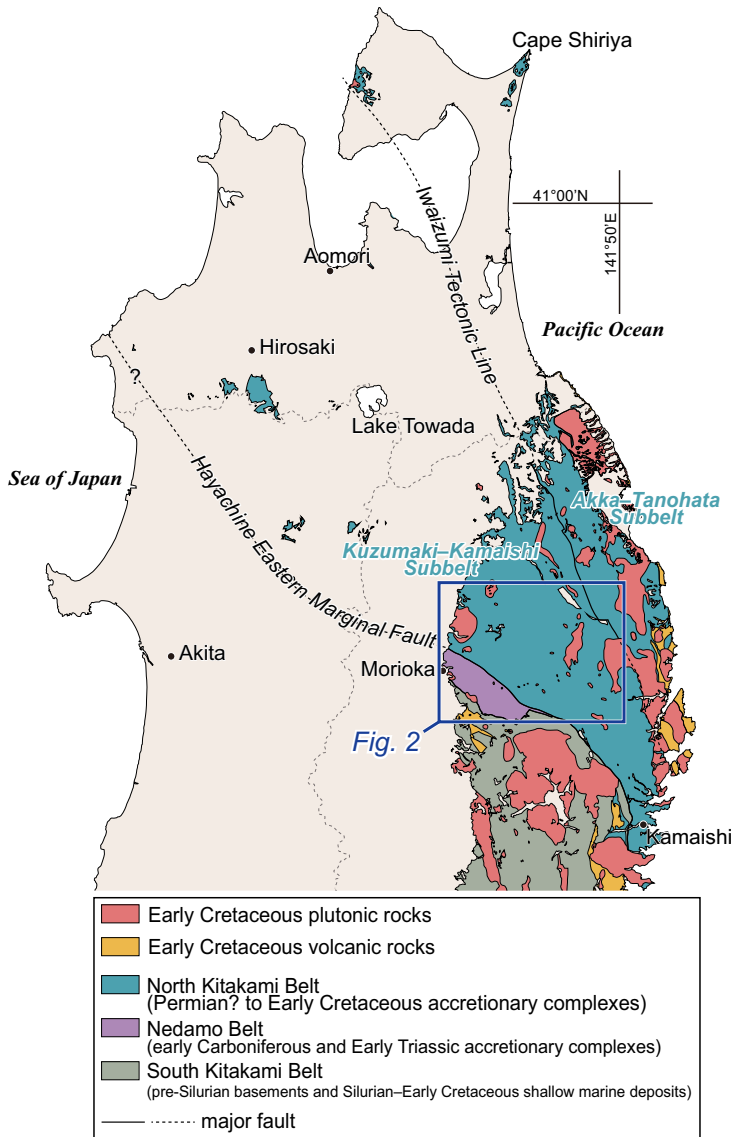 Cape Shiriya
41°00'N
141°50'E
Iwaizumi Tectonic Line
Aomori
Pacific Ocean
Hirosaki
?
Lake Towada
Sea of Japan
Akka–Tanohata
Subbelt
Hayachine Eastern Marginal Fault
Kuzumaki–Kamaishi
Subbelt
Akita
Morioka
Fig. 2
Kamaishi
Early Cretaceous plutonic rocks
Early Cretaceous volcanic rocks
North Kitakami Belt
(Permian? to Early Cretaceous accretionary complexes)
Nedamo Belt
(early Carboniferous and Early Triassic accretionary complexes)
South Kitakami Belt
(pre-Silurian basements and Silurian–Early Cretaceous shallow marine deposits)
major fault